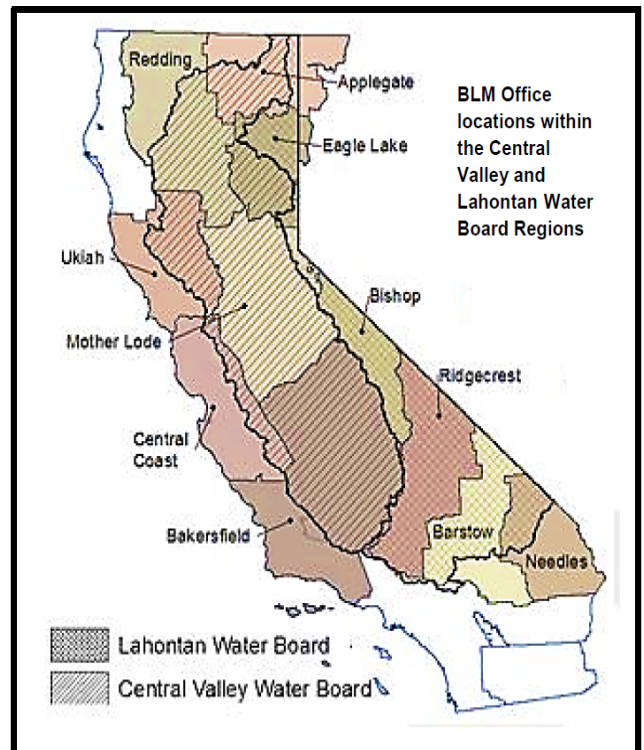 Redding
Applegate
BLM Office
locations within
the Central
Valley and
Lahontan Water
Board Regions
Eagle Lake
Ukiah
Bishop
Mother Lode
Ridgecrest
Central
Coast
Bakersfield
Barstow
Needles
Lahontan Water Board
Central Valley Water Board